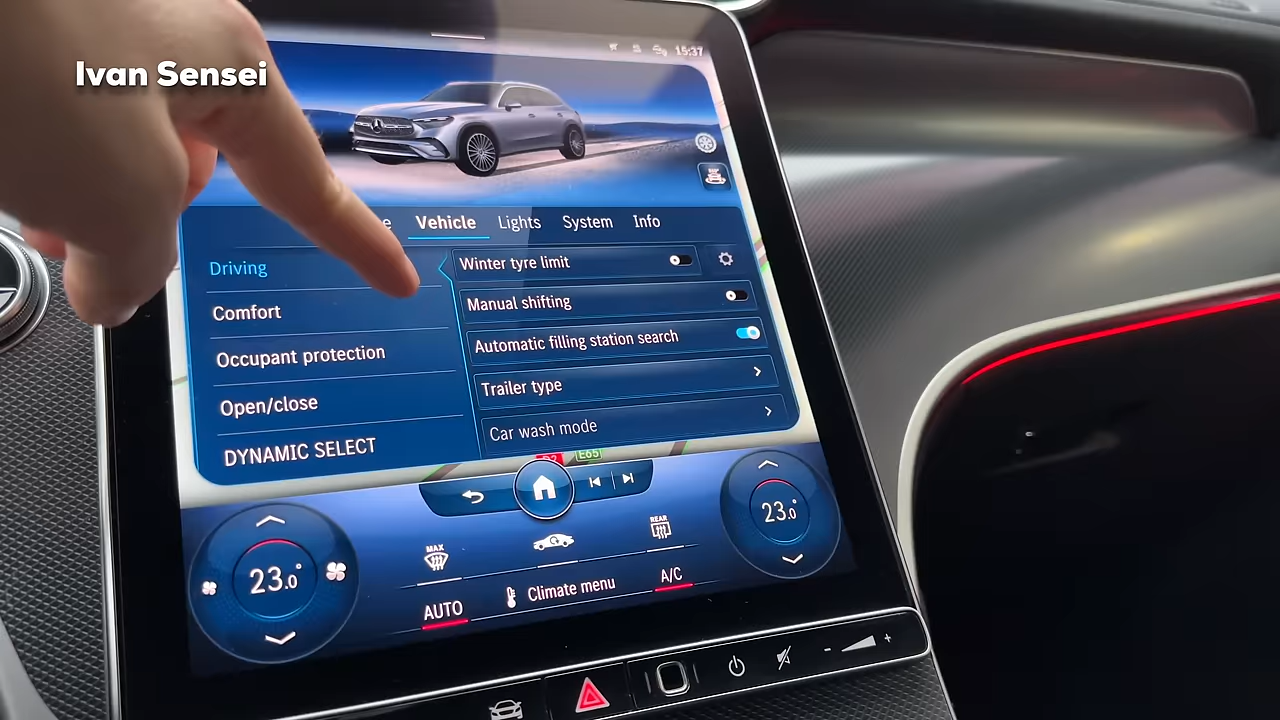 Ivan Sensei
15:37
Vehicle Lights System Info
Driving
Comfort
Occupant protection
Open/close
DYNAMIC SELECT
Winter tyre limit
Manual shifting
Automatic filling station search
Trailer type
Car wash mode
E65
23.0°
23.0°
MAX
REAR
AUTO
Climate menu
A/C
- +